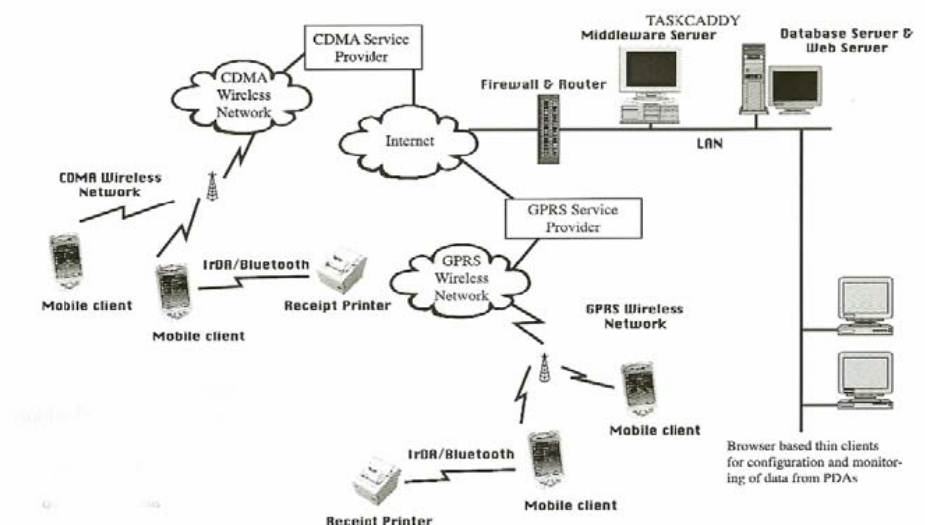 TASKCADDY
Middleware Server
Database Server &
Web Server
CDMA Service
Provider
CDMA
Wireless
Network
Firewall & Router
Internet
LAN
CDMA Wireless
Network
GPRS Service
Provider
IrDA/Bluetooth
GPRS
Wireless
Network
Mobile client
Receipt Printer
Mobile client
GPRS Wireless
Network
Mobile client
IrDA/Bluetooth
Browser based thin clients
for configuration and monitor-
ing of data from PDAs
Mobile client
Receipt Printer